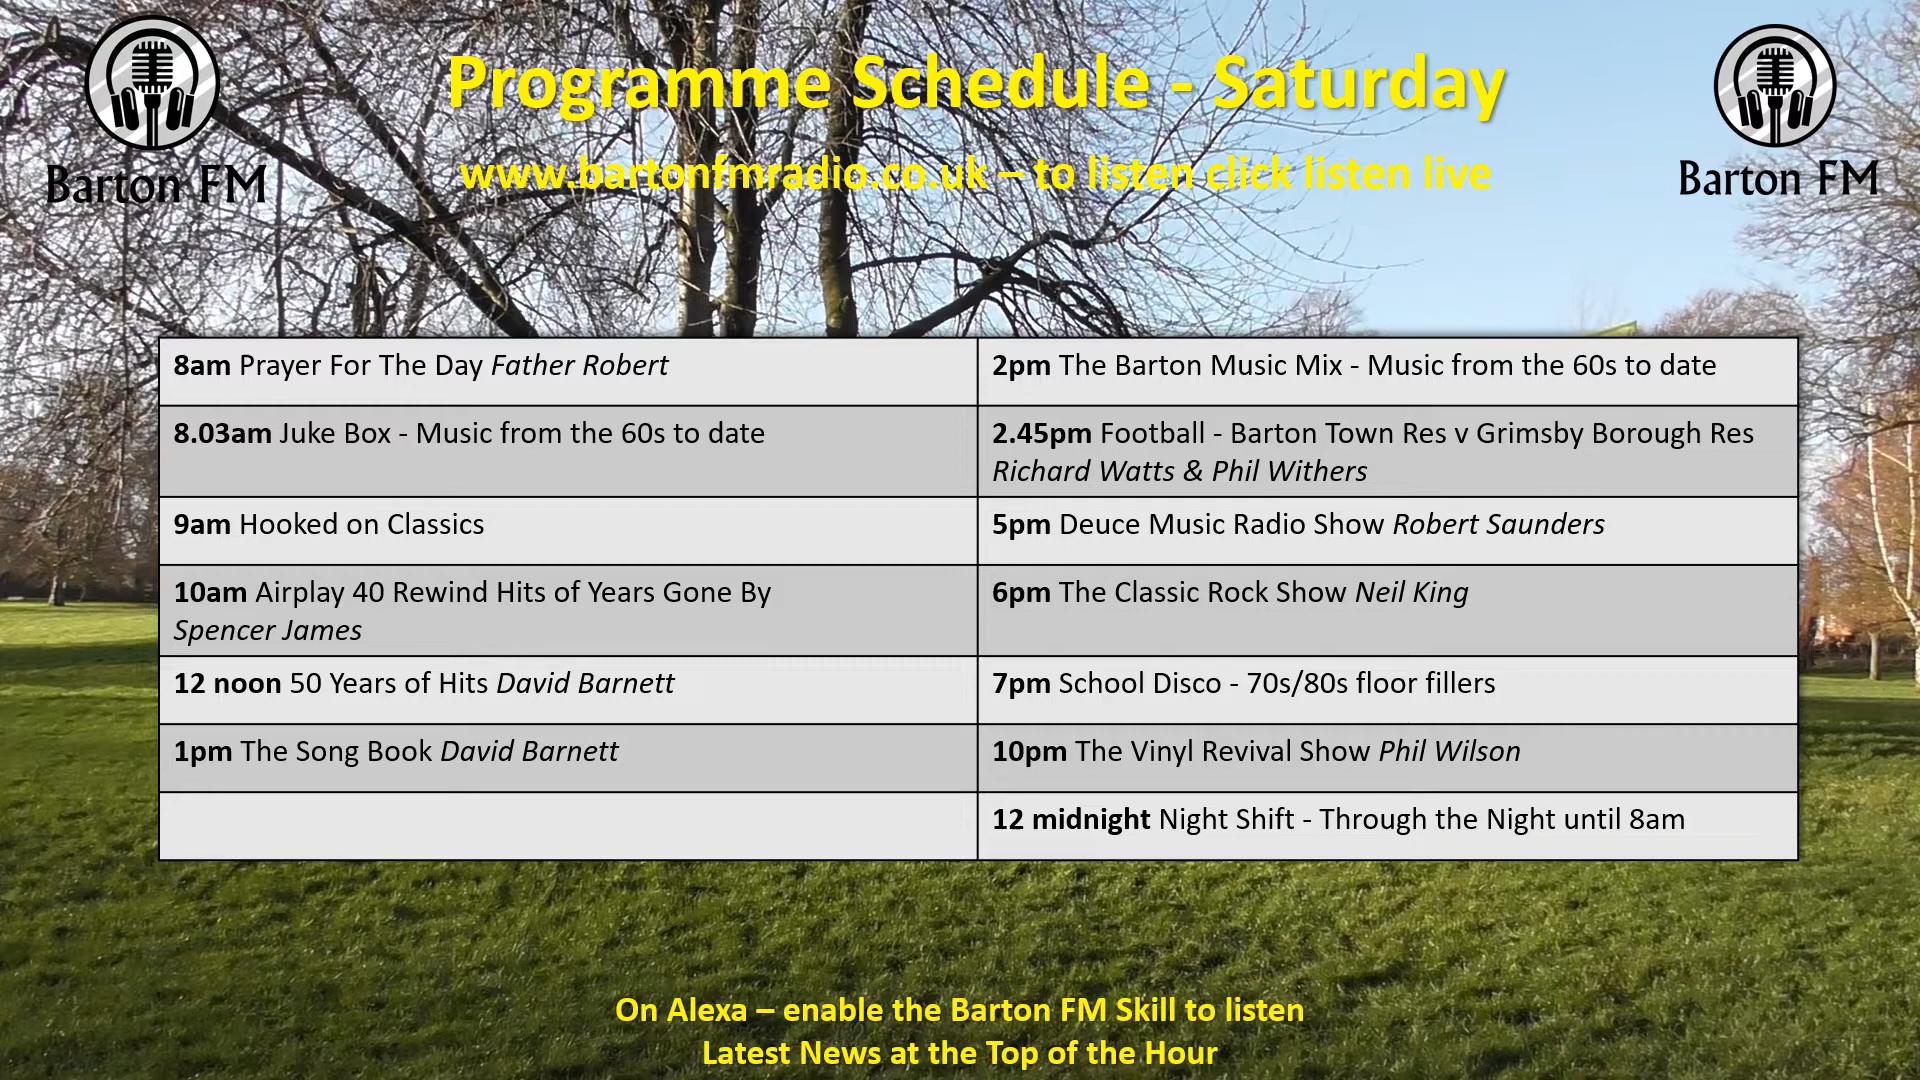 Programme Schedule - Saturday
www.bartonfmradio.co.uk – to listen click listen live
Barton FM
Barton FM
8am Prayer For The Day Father Robert
8.03am Juke Box - Music from the 60s to date
9am Hooked on Classics
10am Airplay 40 Rewind Hits of Years Gone By
Spencer James
12 noon 50 Years of Hits David Barnett
1pm The Song Book David Barnett
2pm The Barton Music Mix - Music from the 60s to date
2.45pm Football - Barton Town Res v Grimsby Borough Res
Richard Watts & Phil Withers
5pm Deuce Music Radio Show Robert Saunders
6pm The Classic Rock Show Neil King
7pm School Disco - 70s/80s floor fillers
10pm The Vinyl Revival Show Phil Wilson
12 midnight Night Shift - Through the Night until 8am
On Alexa – enable the Barton FM Skill to listen
Latest News at the Top of the Hour